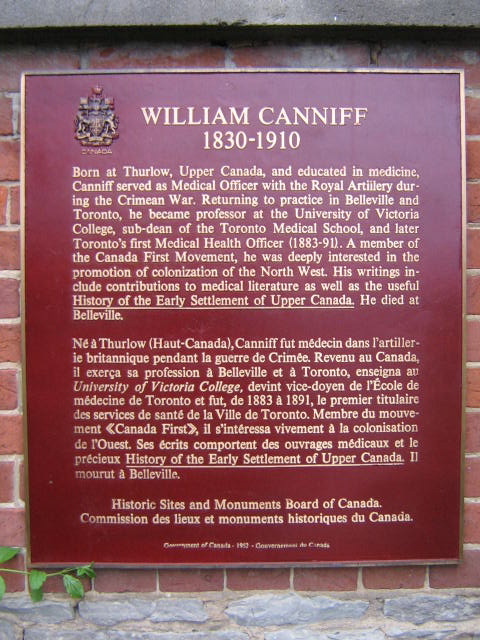 CANADA
WILLIAM CANNIFF
1830-1910
Born at Thurlow, Upper Canada, and educated in medicine,
Canniff served as Medical Officer with the Royal Artillery dur-
ing the Crimean War. Returning to practice in Belleville and
Toronto, he became professor at the University of Victoria
College, sub-dean of the Toronto Medical School, and later
Toronto's first Medical Health Officer (1883-91). A member of
the Canada First Movement, he was deeply interested in the
promotion of colonization of the North West. His writings in-
clude contributions to medical literature as well as the useful
History of the Early Settlement of Upper Canada. He died at
Belleville.
Né à Thurlow (Haut-Canada), Canniff fut médecin dans l'artiller-
ie britannique pendant la guerre de Crimée. Revenu au Canada,
il exerça sa profession à Belleville et à Toronto, enseigna au
University of Victoria College, devint vice-doyen de l'École de
médecine de Toronto et fut, de 1883 à 1891, le premier titulaire
des services de santé de la Ville de Toronto. Membre du mouve-
ment «Canada First», il s'intéressa vivement à la colonisation
de l'Ouest. Ses écrits comportent des ouvrages médicaux et le
précieux History of the Early Settlement of Upper Canada. Il
mourut à Belleville.
Historic Sites and Monuments Board of Canada.
Commission des lieux et monuments historiques du Canada.
Government of Canada - 1952 - Gouvernement du Canada